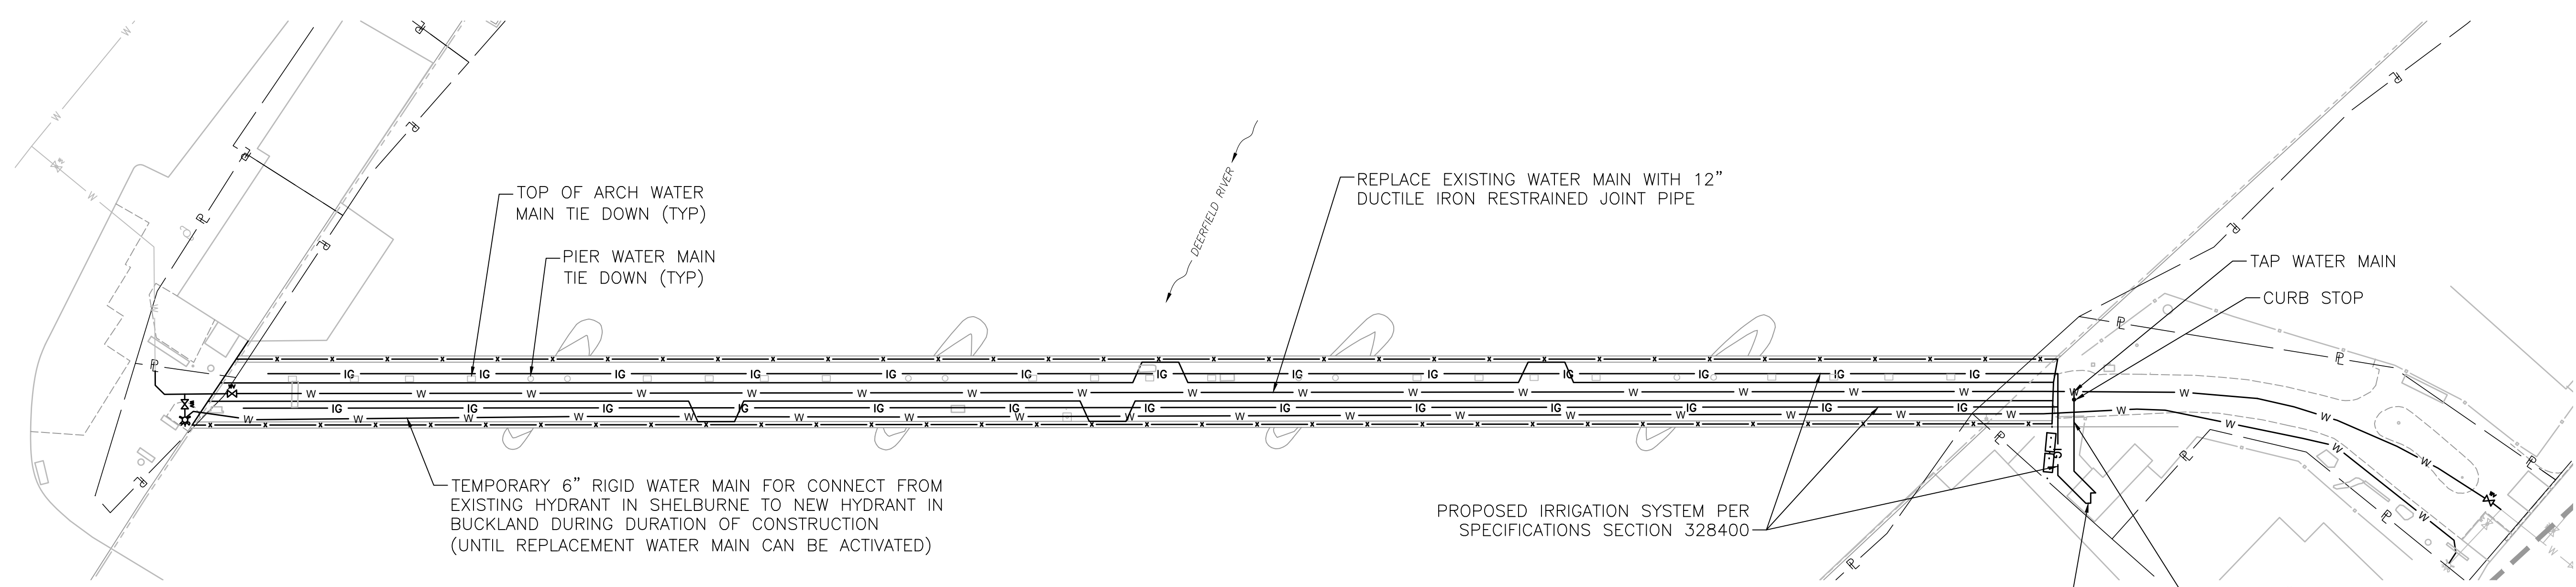 TOP OF ARCH WATER
MAIN TIE DOWN (TYP)
PIER WATER MAIN
TIE DOWN (TYP)
DEERFIELD RIVER
REPLACE EXISTING WATER MAIN WITH 12"
DUCTILE IRON RESTRAINED JOINT PIPE
TAP WATER MAIN
CURB STOP
TEMPORARY 6" RIGID WATER MAIN FOR CONNECT FROM
EXISTING HYDRANT IN SHELBURNE TO NEW HYDRANT IN
BUCKLAND DURING DURATION OF CONSTRUCTION
(UNTIL REPLACEMENT WATER MAIN CAN BE ACTIVATED)
PROPOSED IRRIGATION SYSTEM PER
SPECIFICATIONS SECTION 328400